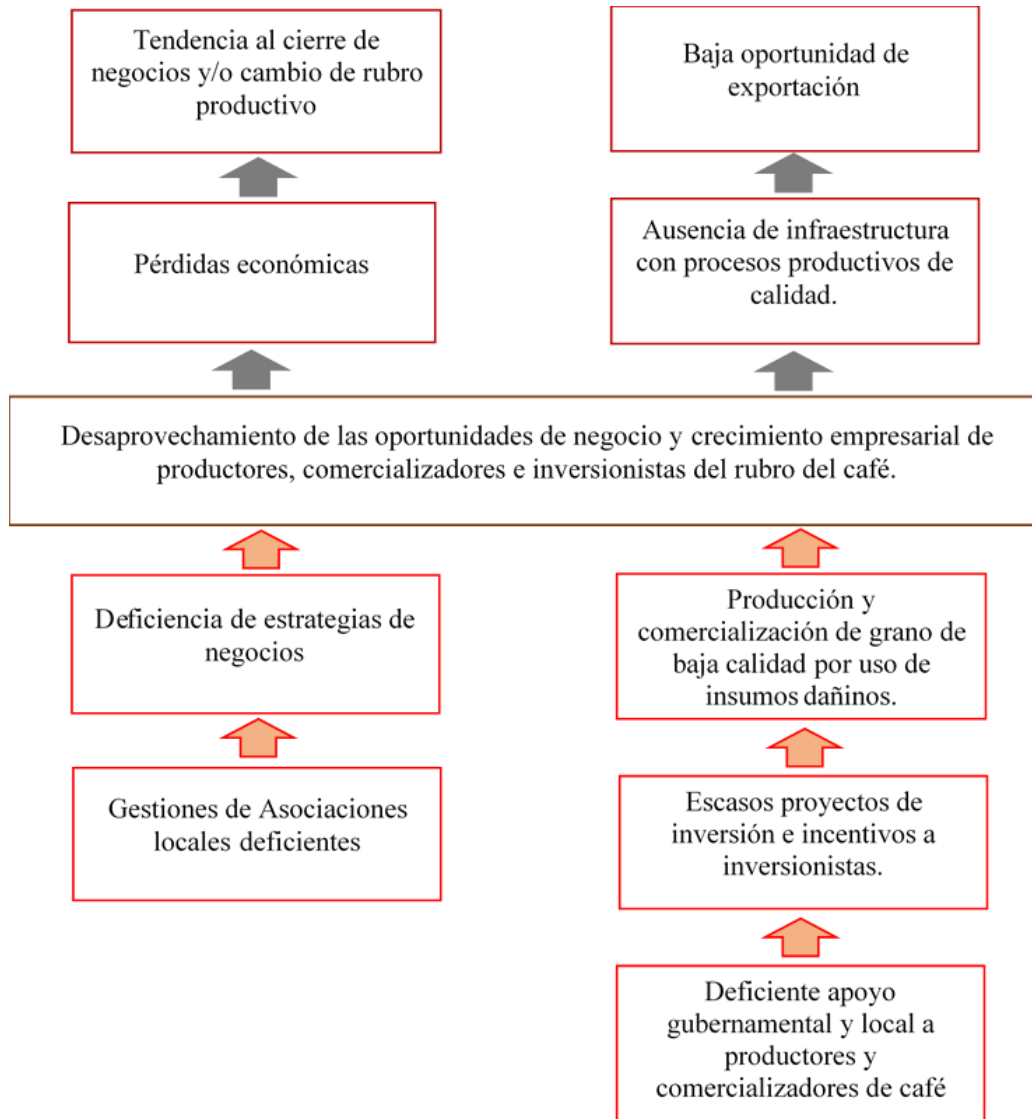 Tendencia al cierre de
negocios y/o cambio de rubro
productivo
Baja oportunidad de
exportación
Pérdidas económicas
Ausencia de infraestructura
con procesos productivos de
calidad.
Desaprovechamiento de las oportunidades de negocio y crecimiento empresarial de
productores, comercializadores e inversionistas del rubro del café.
Deficiencia de estrategias de
negocios
Producción y
comercialización de grano de
baja calidad por uso de
insumos dañinos.
Gestiones de Asociaciones
locales deficientes
Escasos proyectos de
inversión e incentivos a
inversionistas.
Deficiente apoyo
gubernamental y local a
productores y
comercializadores de café